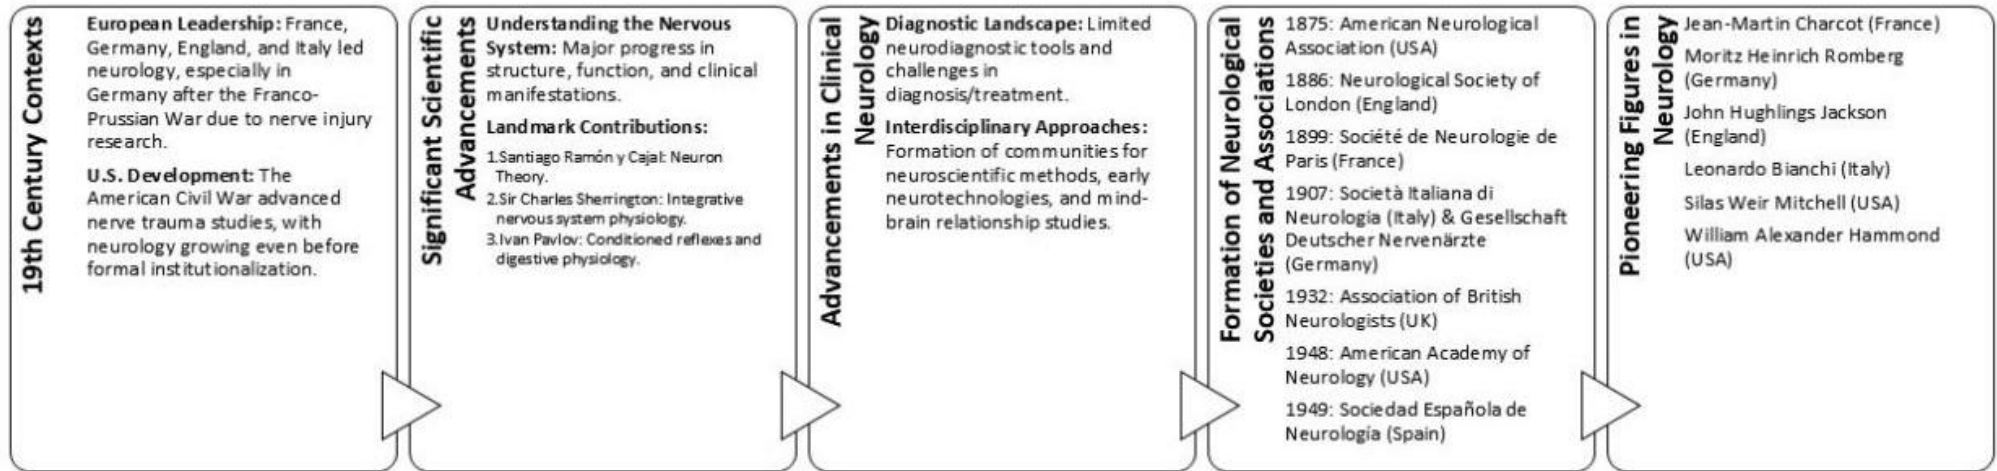 19th Century Contexts
European Leadership: France,
Germany, England, and Italy led
neurology, especially in
Germany after the Franco-
Prussian War due to nerve injury
research.
U.S. Development: The
American Civil War advanced
nerve trauma studies, with
neurology growing even before
formal institutionalization.
Significant Scientific
Advancements
Understanding the Nervous
System: Major progress in
structure, function, and clinical
manifestations.
Landmark Contributions:
1.Santiago Ramón y Cajal: Neuron
Theory.
2.Sir Charles Sherrington: Integrative
nervous system physiology.
3.Ivan Pavlov: Conditioned reflexes and
digestive physiology.
Advancements in Clinical
Neurology
Diagnostic Landscape: Limited
neurodiagnostic tools and
challenges in
diagnosis/treatment.
Interdisciplinary Approaches:
Formation of communities for
neuroscientific methods, early
neurotechnologies, and mind-
brain relationship studies.
Formation of Neurological
Societies and Associations
1875: American Neurological
Association (USA)
1886: Neurological Society of
London (England)
1899: Société de Neurologie de
Paris (France)
1907: Società Italiana di
Neurologia (Italy) & Gesellschaft
Deutscher Nervenärzte
(Germany)
1932: Association of British
Neurologists (UK)
1948: American Academy of
Neurology (USA)
1949: Sociedad Española de
Neurología (Spain)
Pioneering Figures in
Neurology
Jean-Martin Charcot (France)
Moritz Heinrich Romberg
(Germany)
John Hughlings Jackson
(England)
Leonardo Bianchi (Italy)
Silas Weir Mitchell (USA)
William Alexander Hammond
(USA)